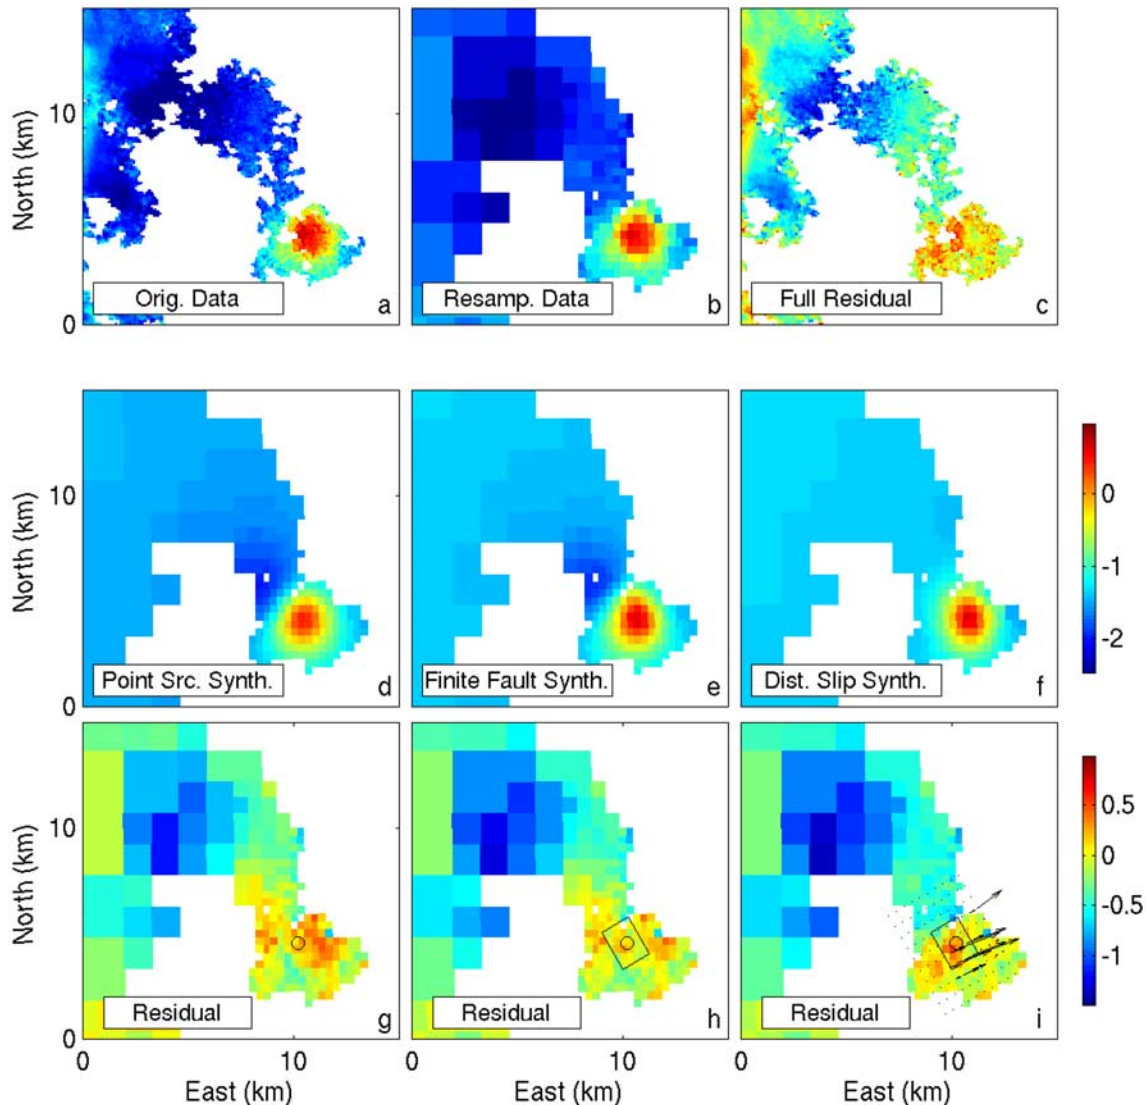 North (km)
10
0
Orig. Data
a
Resamp. Data
b
Full Residual
c
North (km)
10
0
Point Src. Synth.
d
Finite Fault Synth.
e
Dist. Slip Synth.
f
0
-1
-2
North (km)
10
0
Residual
g
Residual
h
Residual
i
0.5
0
-0.5
-1
0
10
0
10
0
10
East (km)
East (km)
East (km)